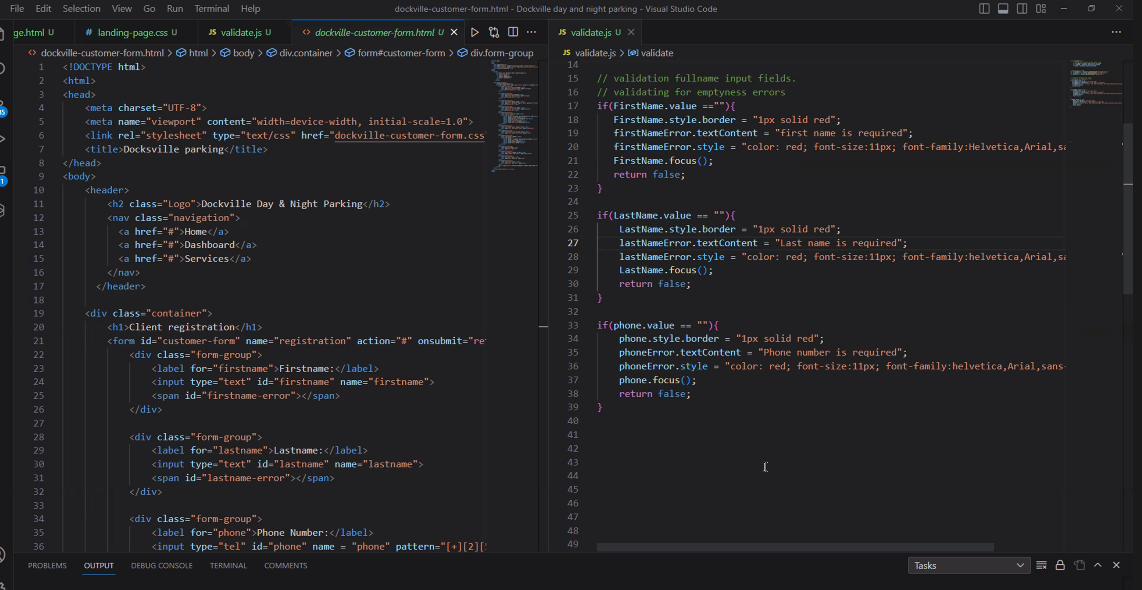 File Edit Selection View Go Run Terminal Help dockville-customer-form.html - Dockville day and night parking - Visual Studio Code
ge.html U # landing-page.css U JS validate.js U <> dockville-customer-form.html U JS validate.js U
<> dockville-customer-form.html > html > body > div.container > form#customer-form > div.form-group
1 <!DOCTYPE html>
2 <html>
3 <head>
4 <meta charset="UTF-8">
5 <meta name="viewport" content="width=device-width, initial-scale=1.0">
6 <link rel="stylesheet" type="text/css" href="dockville-customer-form.css
7 <title>Docksville parking</title>
8 </head>
9 <body>
10 <header>
11 <h2 class="Logo">Dockville Day & Night Parking</h2>
12 <nav class="navigation">
13 <a href="#">Home</a>
14 <a href="#">Dashboard</a>
15 <a href="#">Services</a>
16 </nav>
17 </header>
18
19 <div class="container">
20 <h1>Client registration</h1>
21 <form id="customer-form" name="registration" action="#" onsubmit="re
22 <div class="form-group">
23 <label for="firstname">Firstname:</label>
24 <input type="text" id="firstname" name="firstname">
25 <span id="firstname-error"></span>
26 </div>
27
28 <div class="form-group">
29 <label for="lastname">Lastname:</label>
30 <input type="text" id="lastname" name="lastname">
31 <span id="lastname-error"></span>
32 </div>
33
34 <div class="form-group">
35 <label for="phone">Phone Number:</label>
36 <input type="tel" id="phone" name = "phone" pattern="[+][2][
JS validate.js > validate
14
15 // validation fullname input fields.
16 // validating for emptyness errors
17 if(FirstName.value ==""){
18 FirstName.style.border = "1px solid red";
19 firstNameError.textContent = "first name is required";
20 firstNameError.style = "color: red; font-size:11px; font-family:Helvetica,Arial,sa
21 FirstName.focus();
22 return false;
23 }
24
25 if(LastName.value == ""){
26 LastName.style.border = "1px solid red";
27 lastNameError.textContent = "Last name is required";
28 lastNameError.style = "color: red; font-size:11px; font-family:helvetica,Arial,sa
29 LastName.focus();
30 return false;
31 }
32
33 if(phone.value == ""){
34 phone.style.border = "1px solid red";
35 phoneError.textContent = "Phone number is required";
36 phoneError.style = "color: red; font-size:11px; font-family:helvetica,Arial,sans-
37 phone.focus();
38 return false;
39 }
40
41
42
43
44
45
46
47
48
49
PROBLEMS OUTPUT DEBUG CONSOLE TERMINAL COMMENTS Tasks